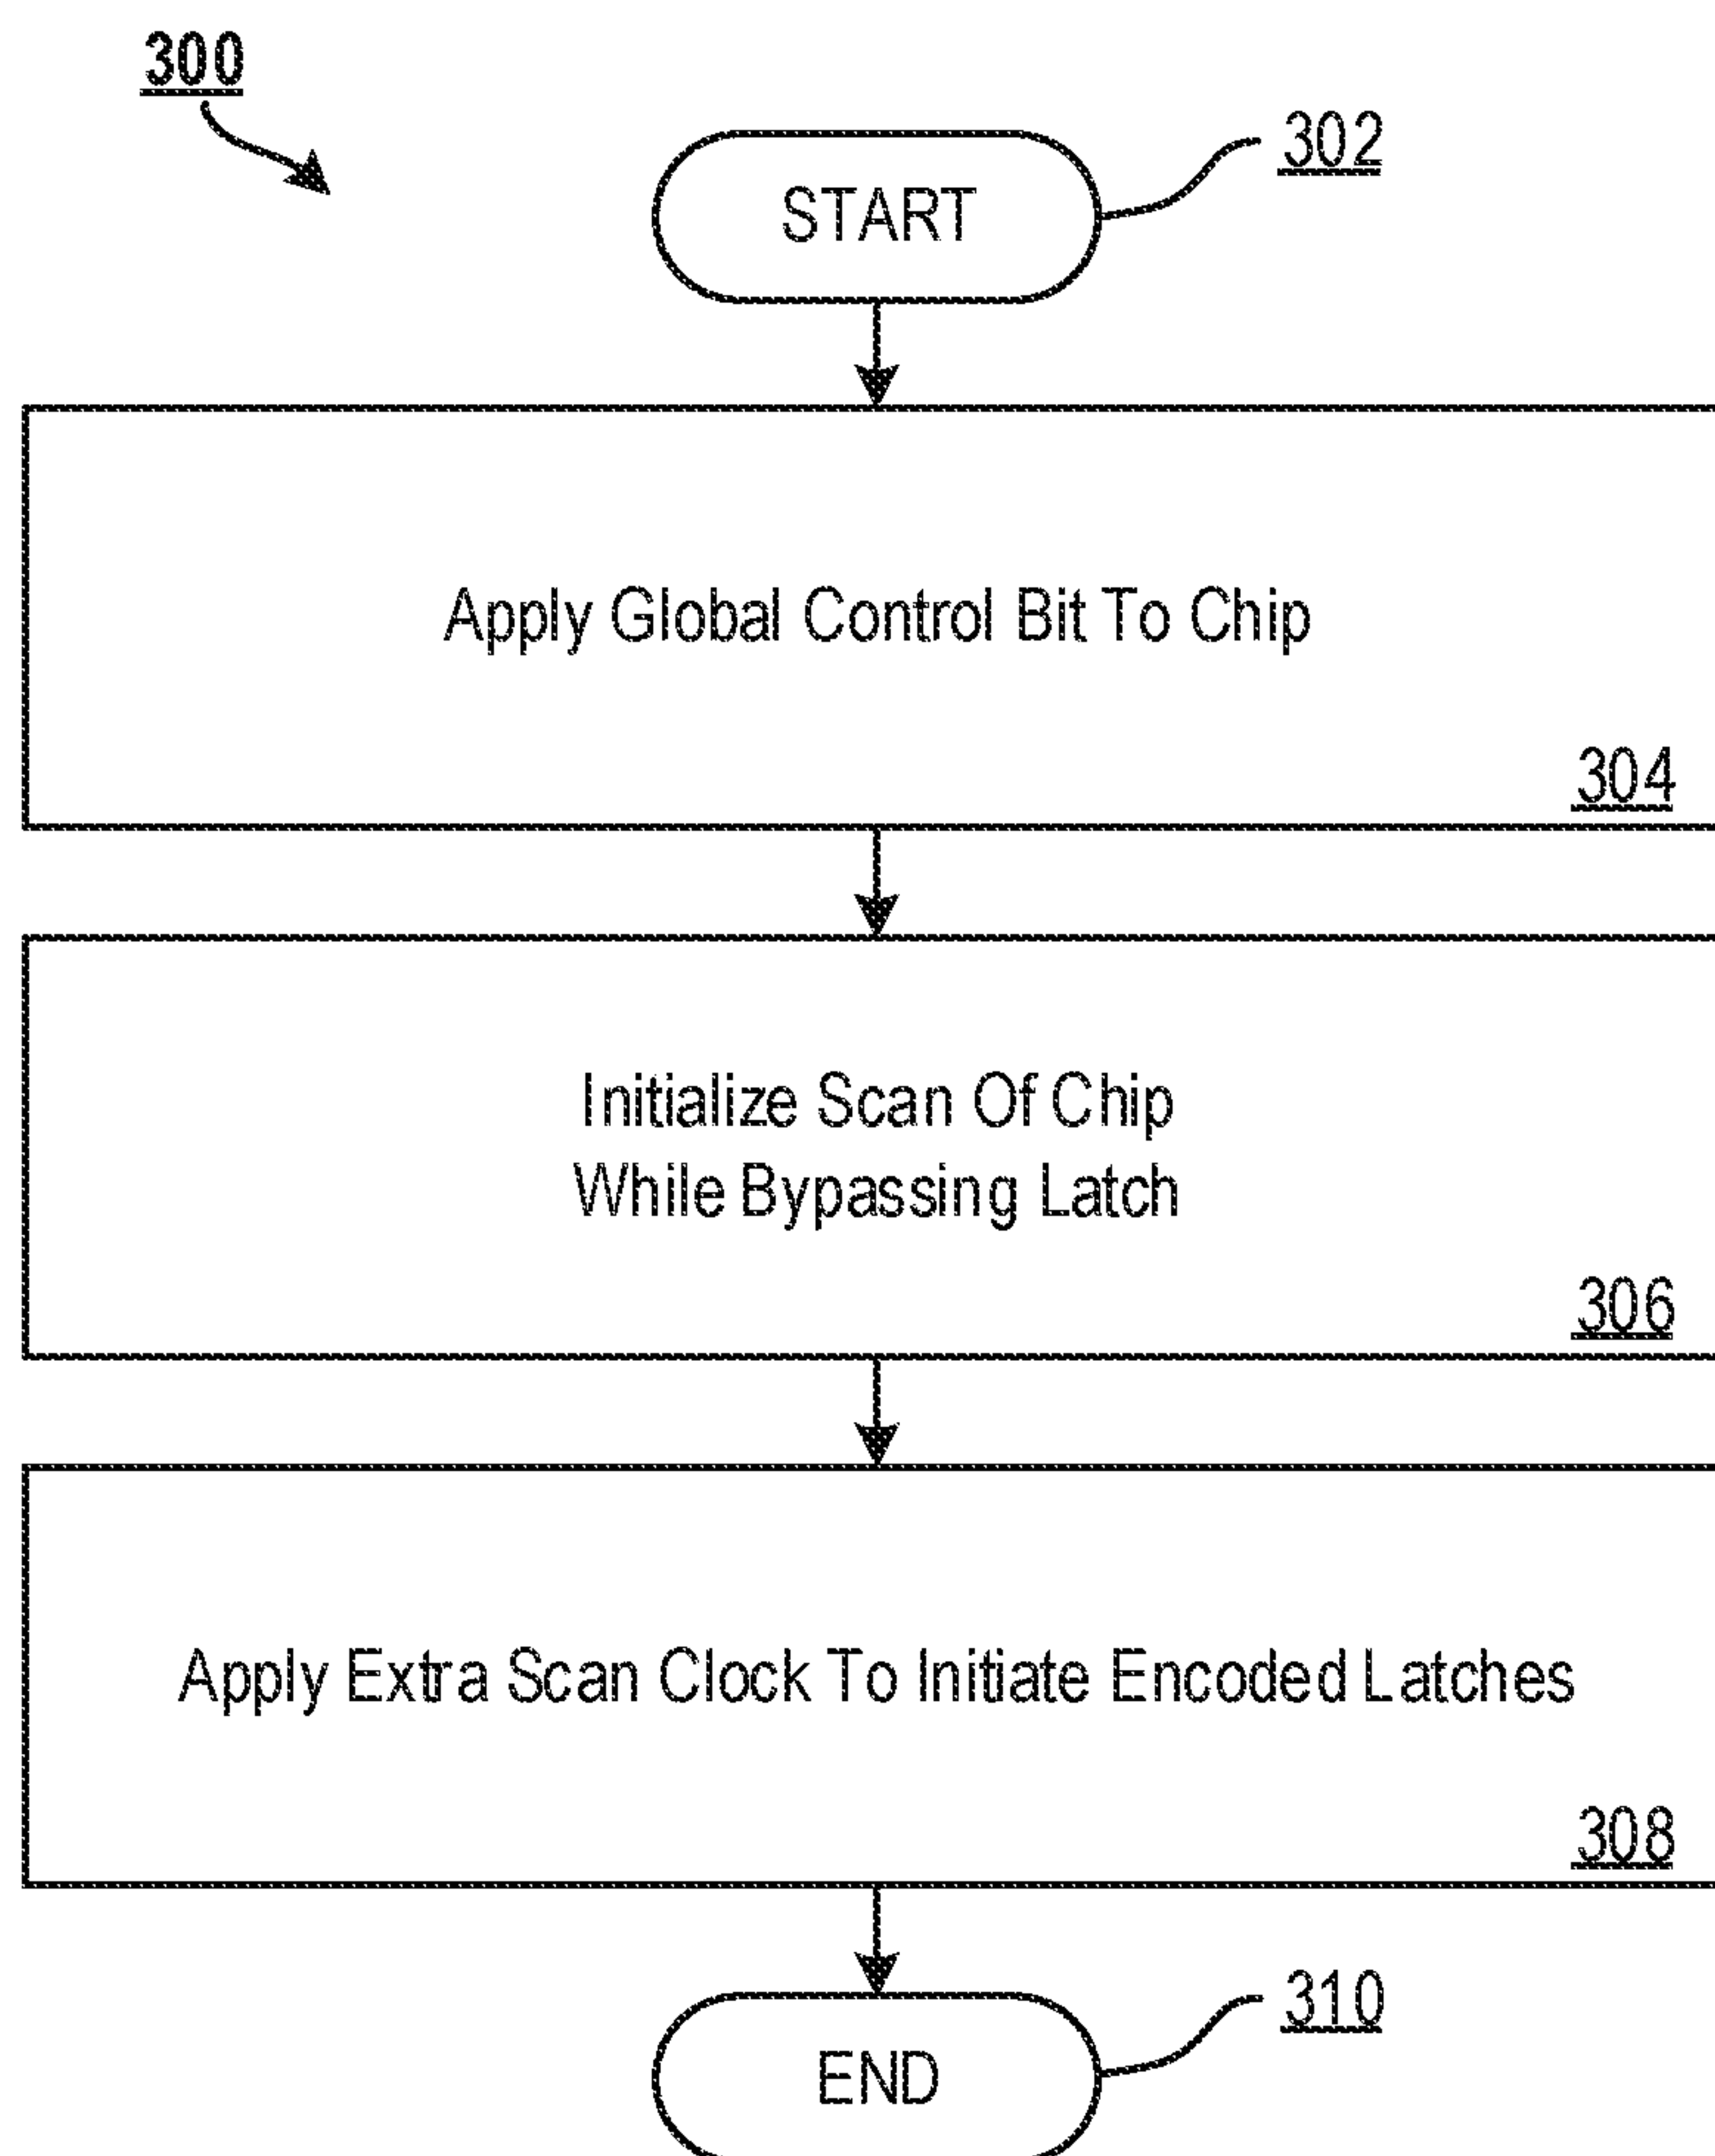 300
302
START
Apply Global Control Bit To Chip
304
Initialize Scan Of Chip
While Bypassing Latch
306
Apply Extra Scan Clock To Initiate Encoded Latches
308
310
END